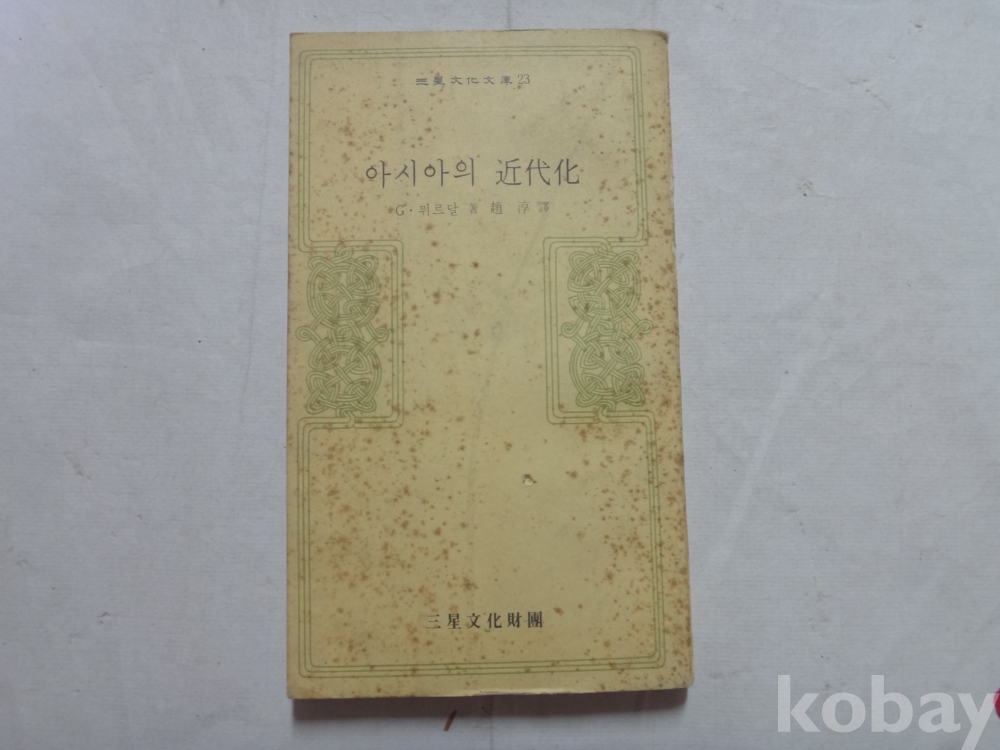 三星文化文庫 23
아시아의 近代化
G·뮈르달 著 趙 淳 譯
三星文化財團
kobay